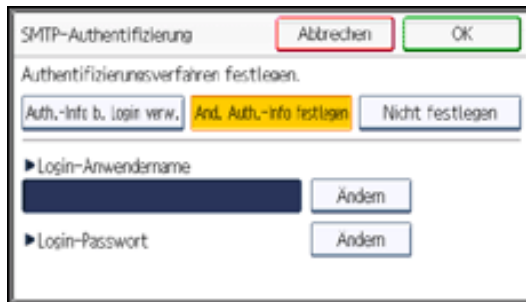 SMTP-Authentifizierung Abbrechen OK
Authentifizierungsverfahren festlegen.
Auth.-Info b. Login verw. And. Auth.-Info festlegen Nicht festlegen
►Login-Anwendername
Ändern
►Login-Passwort Ändern